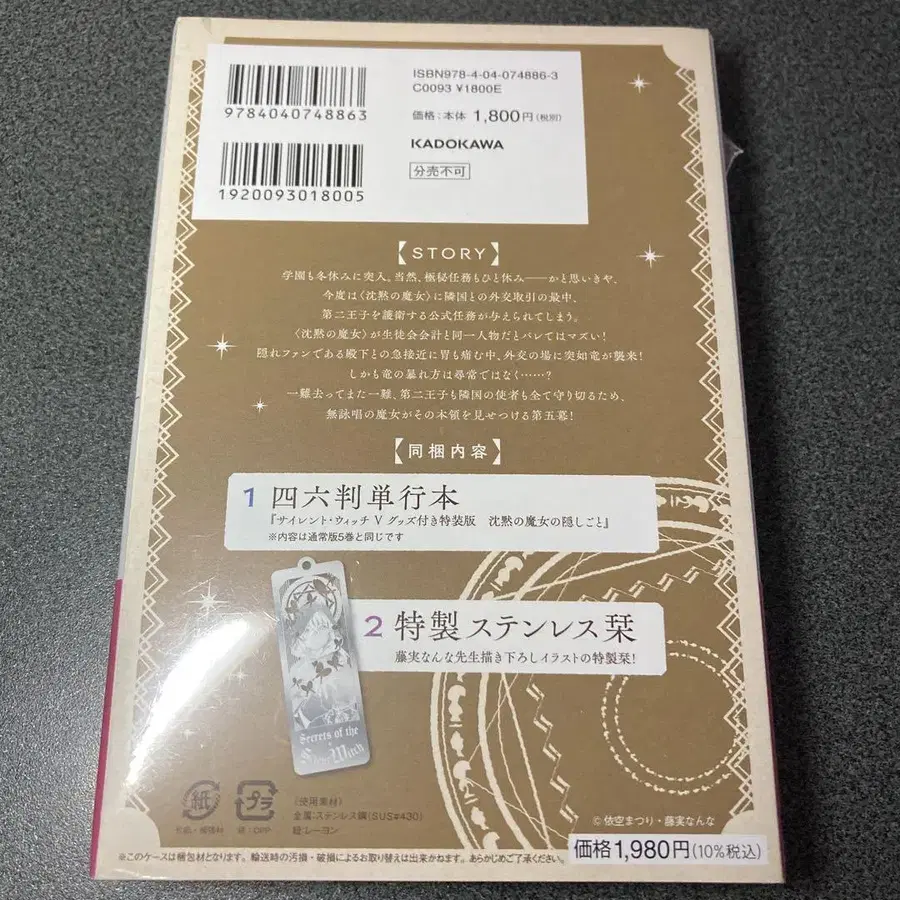 ISBN978-4-04-074886-3
C0093 ¥1800E
9784040748863
価格:本体 1,800円(税別)
KADOKAWA
分売不可
1920093018005
【STORY】
学園も冬休みに突入。当然、極秘任務もひと休み――かと思いきや、
今度は〈沈黙の魔女〉に隣国との外交取引の最中、
第二王子を護衛する公式任務が与えられてしまう。
〈沈黙の魔女〉が生徒会会計と同一人物だとバレてはマズい!
隠れファンである殿下との急接近に胃も痛む中、外交の場に突如竜が襲来!
しかも竜の暴れ方は尋常ではなく……?
一難去ってまた一難、第二王子も隣国の使者も全て守り切るため、
無詠唱の魔女がその本領を見せつける第五幕!
【同梱内容】
1 四六判単行本
『サイレント・ウィッチ V グッズ付き特装版 沈黙の魔女の隠しごと』
※内容は通常版5巻と同じです
2 特製 ステンレス栞
藤実なんな先生描き下ろしイラストの特製栞!
Secrets of the
Silent Witch
紙
プラ
袋:OPP
《使用素材》
金属:ステンレス鋼(SUS#430)
紐:レーヨン
©依空まつり・藤実なんな
価格1,980円(10%税込)
※このケースは梱包材となります。輸送時の汚損・破損によるお取り替えは出来かねます。あらかじめご了承ください。